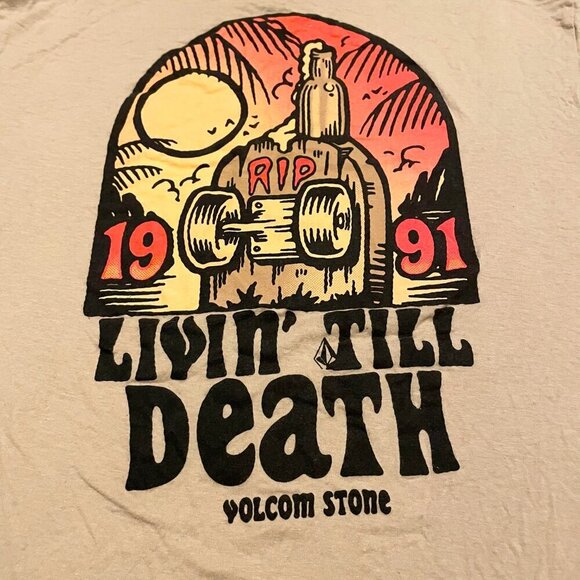 RIP
19 91
LIVIN' TILL
DeaTH
VOLCOM STONE